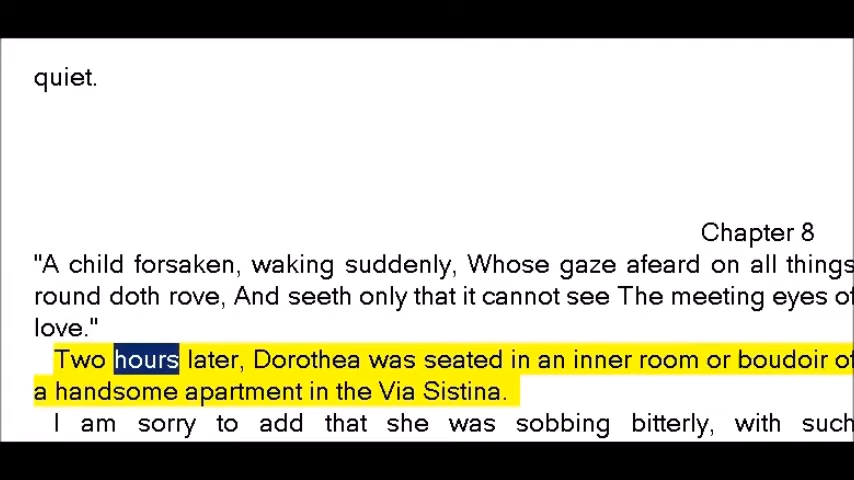 quiet.
Chapter 8
"A child forsaken, waking suddenly, Whose gaze afeard on all things
round doth rove, And seeth only that it cannot see The meeting eyes of
love."
Two hours later, Dorothea was seated in an inner room or boudoir of
a handsome apartment in the Via Sistina.
I am sorry to add that she was sobbing bitterly, with such